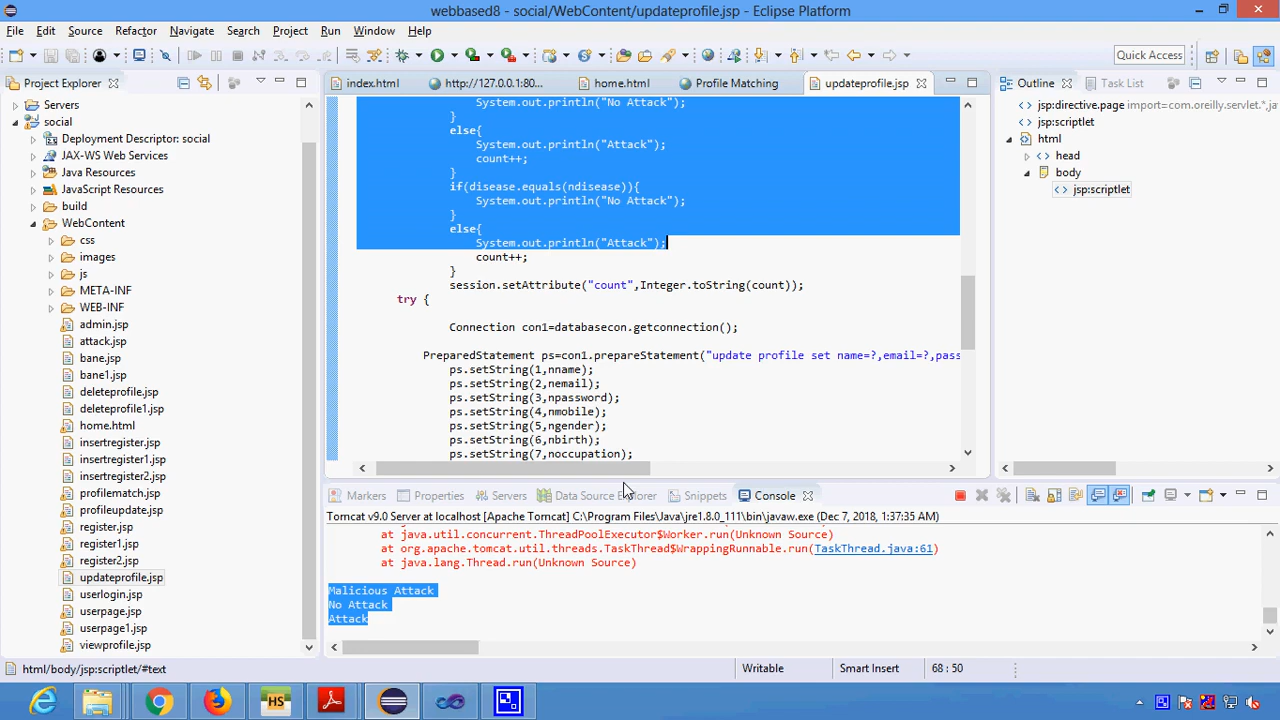 webbased8 - social/WebContent/updateprofile.jsp - Eclipse Platform
File Edit Source Refactor Navigate Search Project Run Window Help
Quick Access
Project Explorer
index.html
http://127.0.0.1:80...
home.html
Profile Matching
updateprofile.jsp
Outline
Task List
Servers
social
Deployment Descriptor: social
JAX-WS Web Services
Java Resources
JavaScript Resources
build
WebContent
css
images
js
META-INF
WEB-INF
admin.jsp
attack.jsp
bane.jsp
bane1.jsp
deleteprofile.jsp
deleteprofile1.jsp
home.html
insertregister.jsp
insertregister1.jsp
insertregister2.jsp
profilematch.jsp
profileupdate.jsp
register.jsp
register1.jsp
register2.jsp
updateprofile.jsp
userlogin.jsp
userpage.jsp
userpage1.jsp
viewprofile.jsp
System.out.println("No Attack");
}
else{
System.out.println("Attack");
count++;
}
if(disease.equals(ndisease)){
System.out.println("No Attack");
}
else{
System.out.println("Attack");
count++;
}
session.setAttribute("count",Integer.toString(count));
try {
Connection con1=databasecon.getconnection();
PreparedStatement ps=con1.prepareStatement("update profile set name=?,email=?,pass
ps.setString(1,nname);
ps.setString(2,nemail);
ps.setString(3,npassword);
ps.setString(4,nmobile);
ps.setString(5,ngender);
ps.setString(6,nbirth);
ps.setString(7,noccupation);
jsp:directive.page import=com.oreilly.servlet.*,j
jsp:scriptlet
html
head
body
jsp:scriptlet
Markers
Properties
Servers
Data Source Explorer
Snippets
Console
Tomcat v9.0 Server at localhost [Apache Tomcat] C:\Program Files\Java\jre1.8.0_111\bin\javaw.exe (Dec 7, 2018, 1:37:35 AM)
at java.util.concurrent.ThreadPoolExecutor$Worker.run(Unknown Source)
at org.apache.tomcat.util.threads.TaskThread$WrappingRunnable.run(TaskThread.java:61)
at java.lang.Thread.run(Unknown Source)
Malicious Attack
No Attack
Attack
html/body/jsp:scriptlet/#text
Writable
Smart Insert
68 : 50
HS